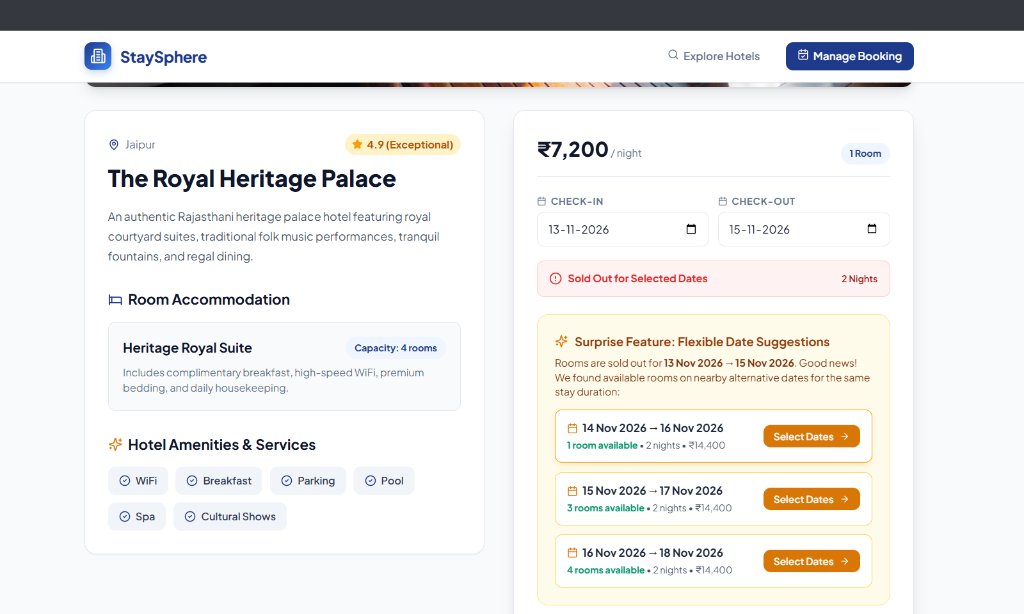 StaySphere
Explore Hotels
Manage Booking
Jaipur
4.9 (Exceptional)
The Royal Heritage Palace
An authentic Rajasthani heritage palace hotel featuring royal
courtyard suites, traditional folk music performances, tranquil
fountains, and regal dining.
Room Accommodation
Heritage Royal Suite
Capacity: 4 rooms
Includes complimentary breakfast, high-speed WiFi, premium
bedding, and daily housekeeping.
Hotel Amenities & Services
WiFi
Breakfast
Parking
Pool
Spa
Cultural Shows
₹7,200 / night
1 Room
CHECK-IN
CHECK-OUT
13-11-2026
15-11-2026
Sold Out for Selected Dates
2 Nights
Surprise Feature: Flexible Date Suggestions
Rooms are sold out for 13 Nov 2026 → 15 Nov 2026. Good news!
We found available rooms on nearby alternative dates for the same
stay duration:
14 Nov 2026 → 16 Nov 2026
1 room available • 2 nights • ₹14,400
Select Dates →
15 Nov 2026 → 17 Nov 2026
3 rooms available • 2 nights • ₹14,400
Select Dates →
16 Nov 2026 → 18 Nov 2026
4 rooms available • 2 nights • ₹14,400
Select Dates →